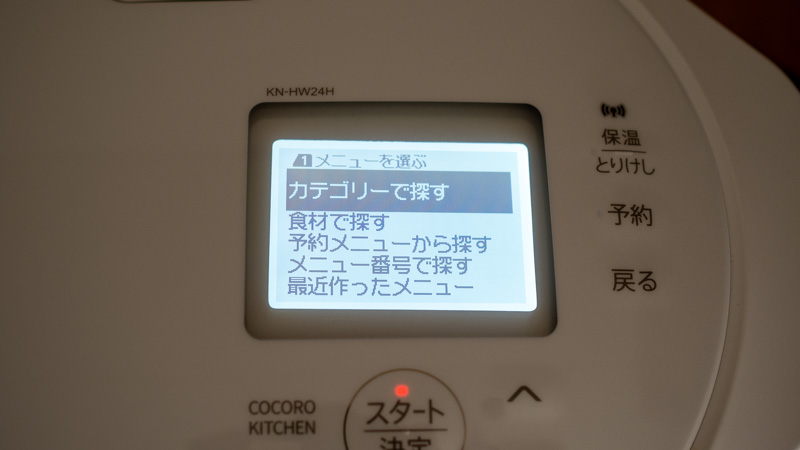 KN-HW24H
1 メニューを選ぶ
カテゴリーで探す
食材で探す
予約メニューから探す
メニュー番号で探す
最近作ったメニュー
保温
とりけし
予約
戻る
COCORO
KITCHEN
スタート
決定